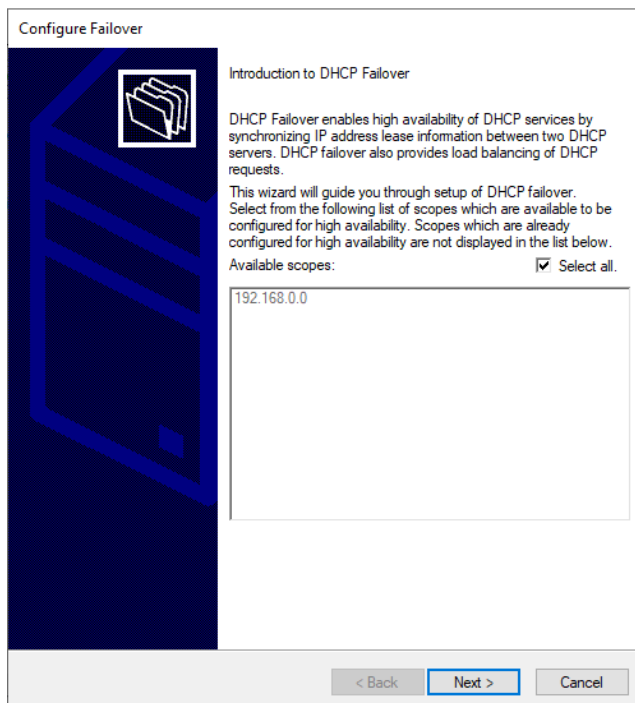 Configure Failover
Introduction to DHCP Failover
DHCP Failover enables high availability of DHCP services by
synchronizing IP address lease information between two DHCP
servers. DHCP failover also provides load balancing of DHCP
requests.
This wizard will guide you through setup of DHCP failover.
Select from the following list of scopes which are available to be
configured for high availability. Scopes which are already
configured for high availability are not displayed in the list below.
Available scopes:
Select all.
192.168.0.0
< Back
Next >
Cancel